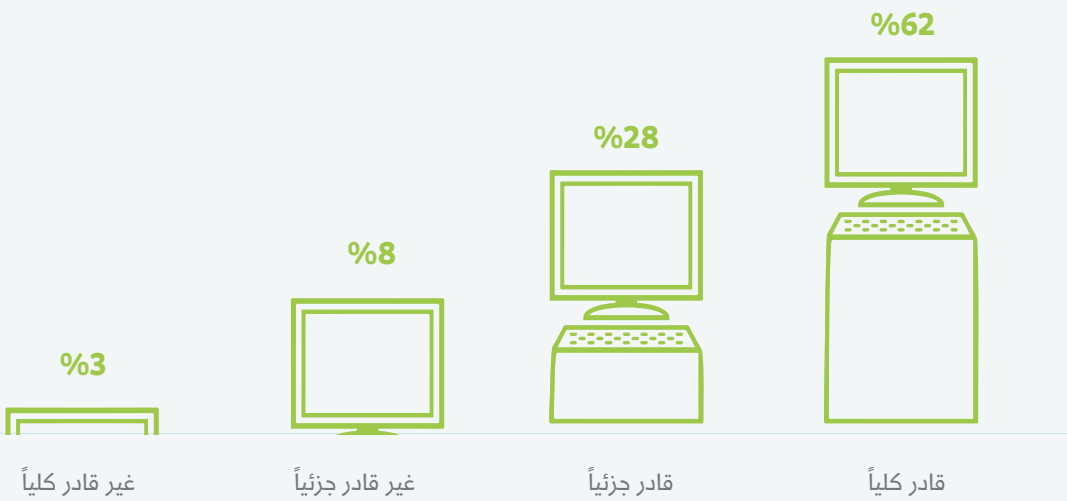 %62
%28
%8
%3
قادر كلياً
قادر جزئياً
غير قادر جزئياً
غير قادر كلياً